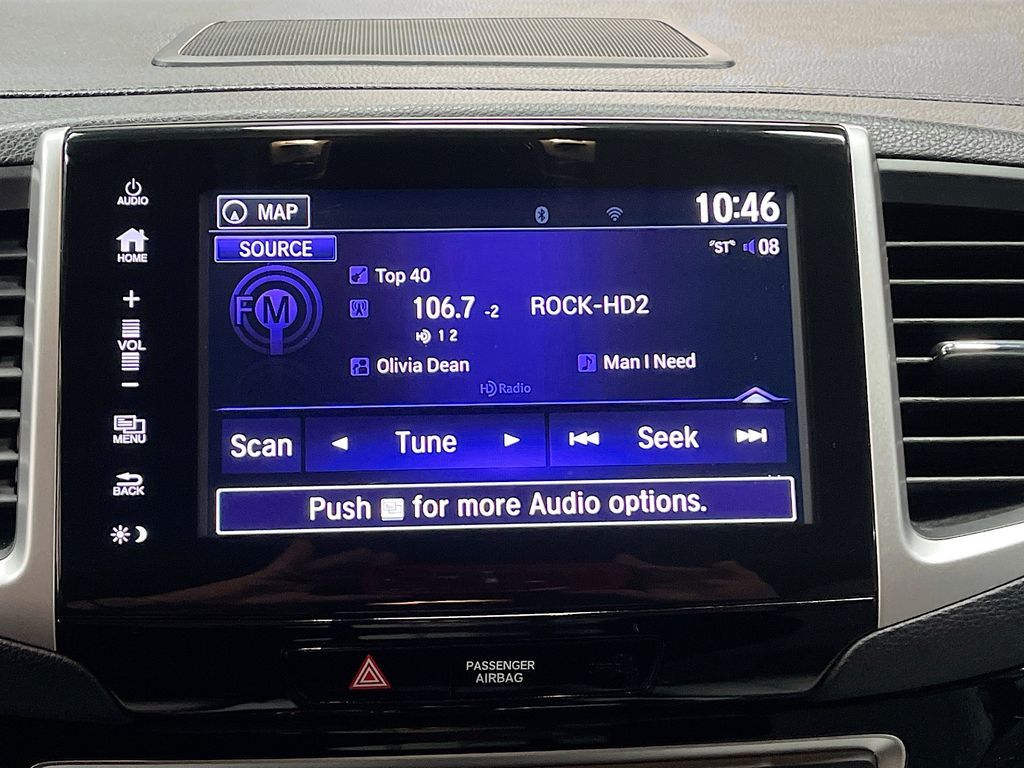 AUDIO
HOME
+
VOL
−
MENU
BACK
MAP
10:46
SOURCE
"ST" 08
FM
Top 40
106.7 -2 ROCK-HD2
HD 1 2
Olivia Dean
Man I Need
HD Radio
Scan
Tune
Seek
Push for more Audio options.
PASSENGER
AIRBAG